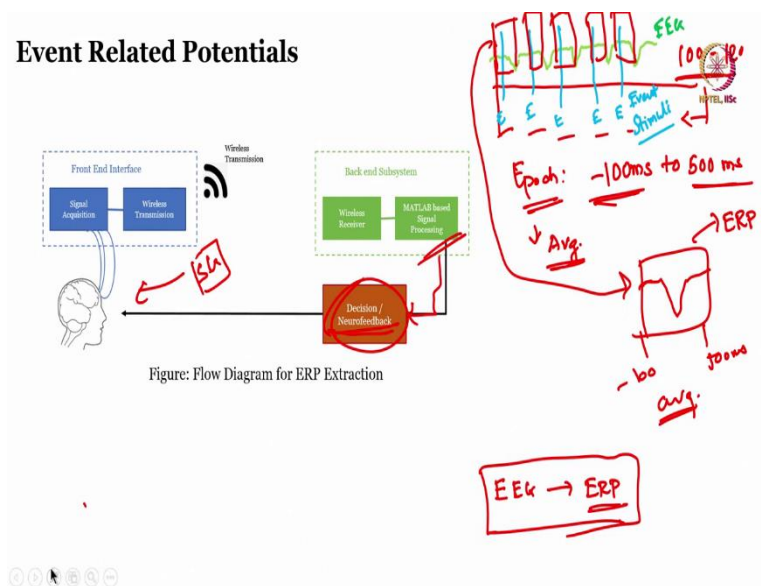 Event Related Potentials
EEG
100 - 120
NPTEL, IISc
E E E E E Event
Stimuli
Epoch: -100ms to 500 ms
Avg.
ERP
-100
500ms
avg.
EEG → ERP
Wireless
Transmission
Front End Interface
Signal
Acquisition
Wireless
Transmission
Back end Subsystem
Wireless
Receiver
MATLAB based
Signal
Processing
Decision /
Neurofeedback
Figure: Flow Diagram for ERP Extraction